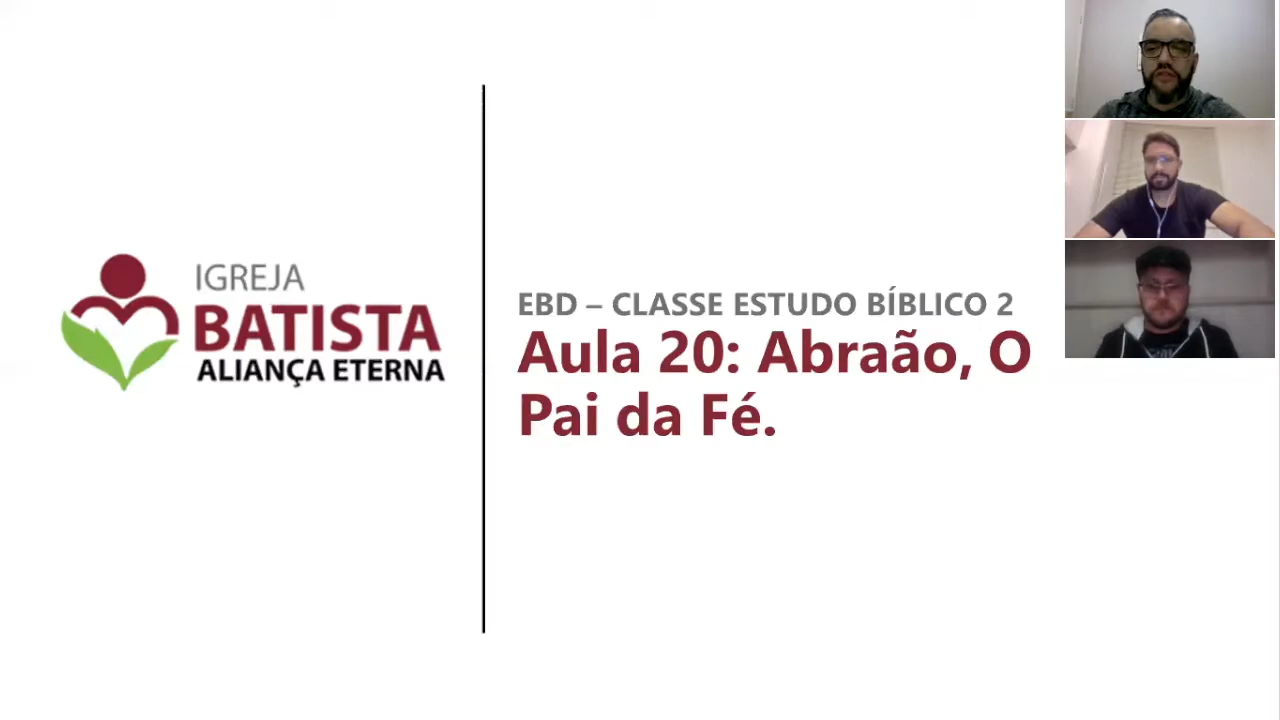 IGREJA
BATISTA
ALIANÇA ETERNA
EBD – CLASSE ESTUDO BÍBLICO 2
Aula 20: Abraão, O
Pai da Fé.